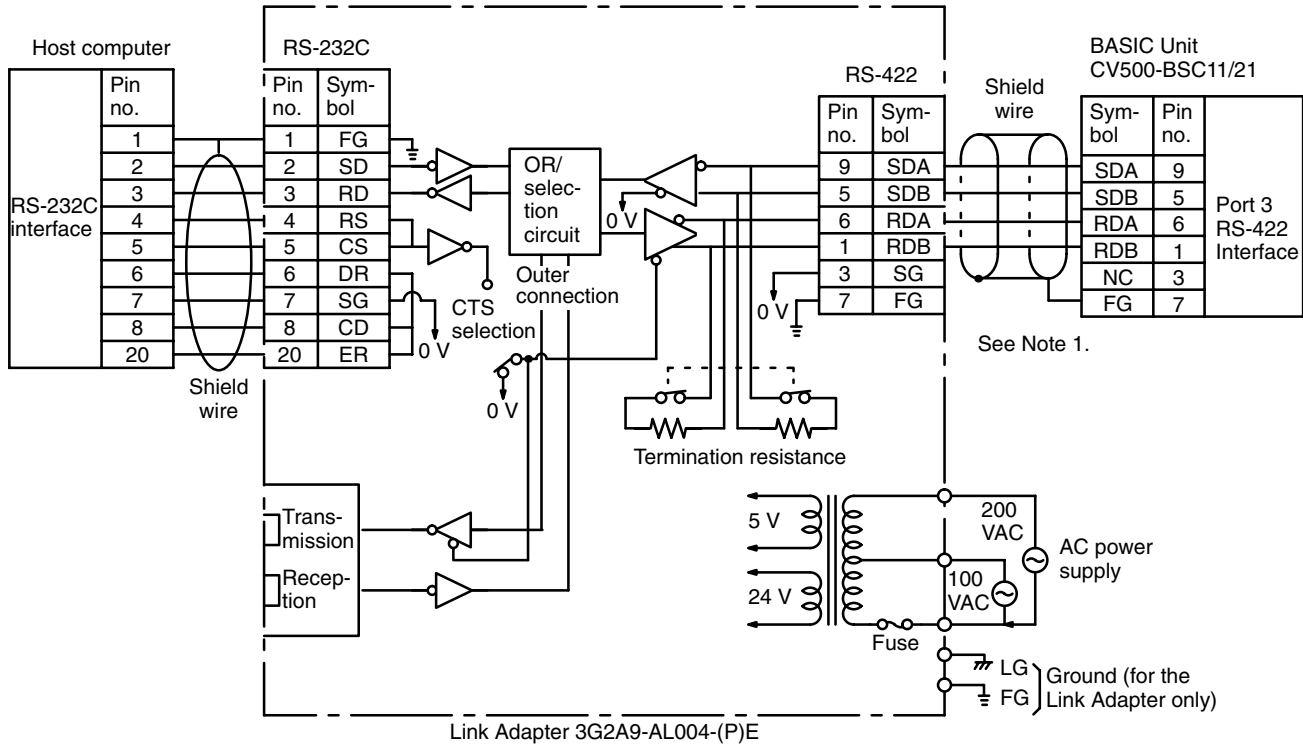 Host computer
RS-232C
RS-422
Shield
wire
BASIC Unit
CV500-BSC11/21
RS-232C
interface
Pin
no.
1
2
3
4
5
6
7
8
20
Pin
no.
Sym-
bol
1 FG
2 SD
3 RD
4 RS
5 CS
6 DR
7 SG
8 CD
20 ER
Shield
wire
OR/
selec-
tion
circuit
Outer
connection
CTS
selection
0 V
0 V
0 V
0 V
Pin
no.
Sym-
bol
9 SDA
5 SDB
6 RDA
1 RDB
3 SG
7 FG
Sym-
bol
Pin
no.
SDA 9
SDB 5
RDA 6
RDB 1
NC 3
FG 7
Port 3
RS-422
Interface
See Note 1.
Termination resistance
Trans-
mission
Recep-
tion
5 V
24 V
200
VAC
100
VAC
AC power
supply
Fuse
LG
FG
Ground (for the
Link Adapter only)
Link Adapter 3G2A9-AL004-(P)E